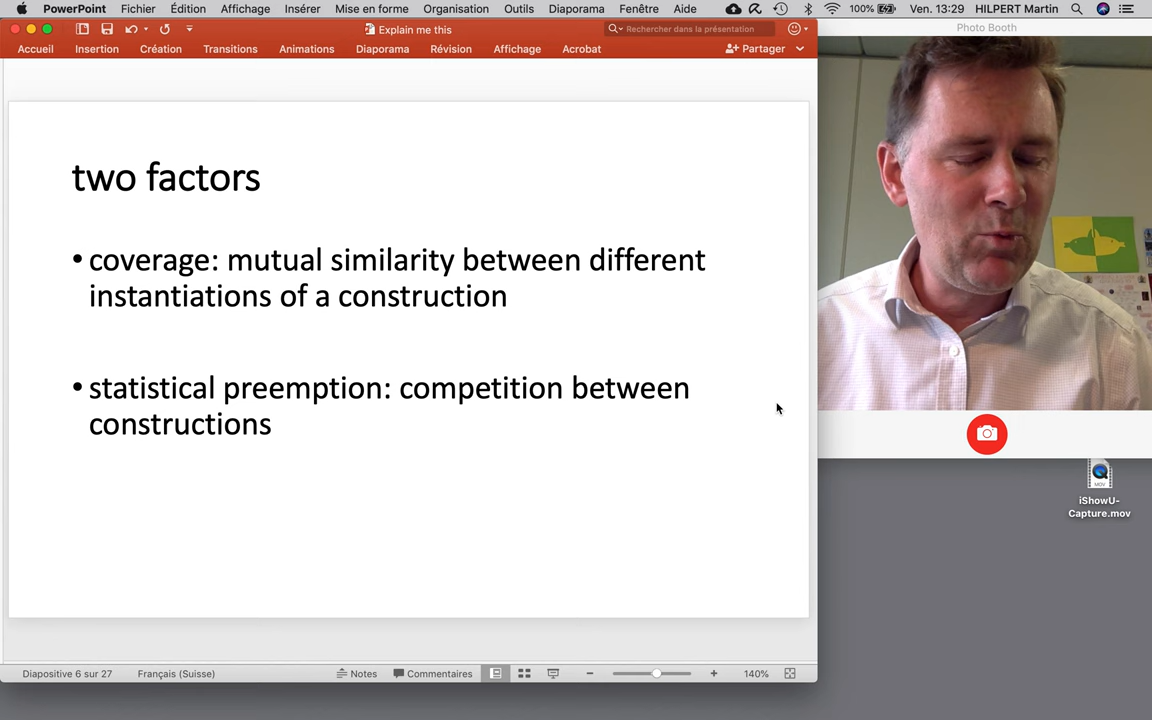 PowerPoint Fichier Édition Affichage Insérer Mise en forme Organisation Outils Diaporama Fenêtre Aide 100% Ven. 13:29 HILPERT Martin
Explain me this
Rechercher dans la présentation
Photo Booth
Accueil Insertion Création Transitions Animations Diaporama Révision Affichage Acrobat Partager
two factors
• coverage: mutual similarity between different
instantiations of a construction
• statistical preemption: competition between
constructions
MOV
iShowU-
Capture.mov
Diapositive 6 sur 27 Français (Suisse) Notes Commentaires 140%